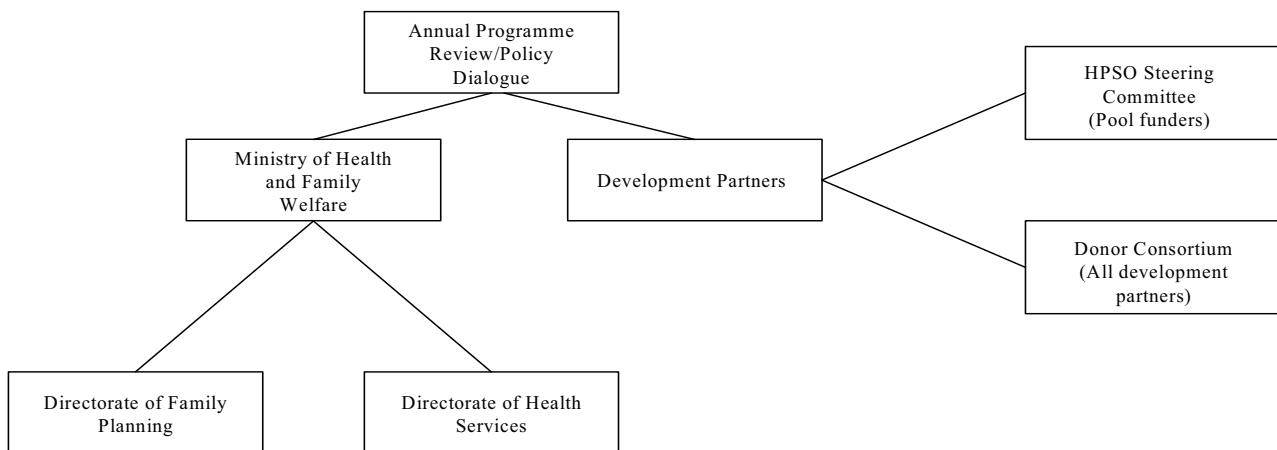 Annual Programme
Review/Policy
Dialogue
HPSO Steering
Committee
(Pool funders)
Ministry of Health
and Family
Welfare
Development Partners
Donor Consortium
(All development
partners)
Directorate of Family
Planning
Directorate of Health
Services